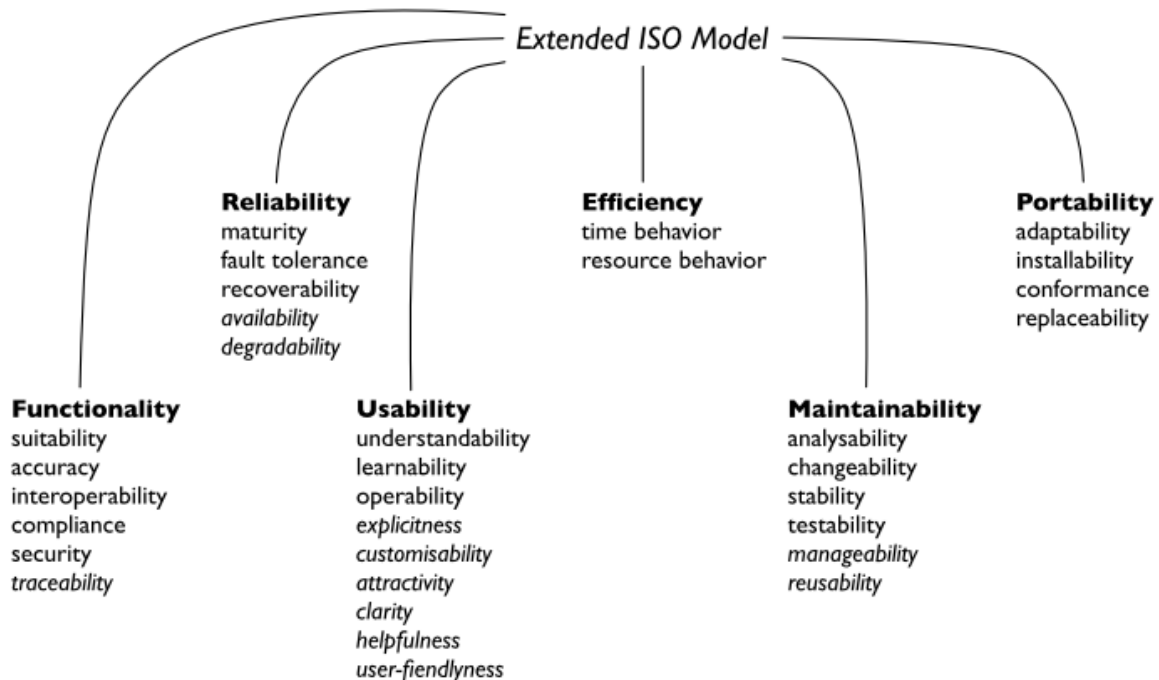 Extended ISO Model
Reliability
maturity
fault tolerance
recoverability
availability
degradability
Efficiency
time behavior
resource behavior
Portability
adaptability
installability
conformance
replaceability
Functionality
suitability
accuracy
interoperability
compliance
security
traceability
Usability
understandability
learnability
operability
explicitness
customisability
attractivity
clarity
helpfulness
user-fiendlyness
Maintainability
analysability
changeability
stability
testability
manageability
reusability